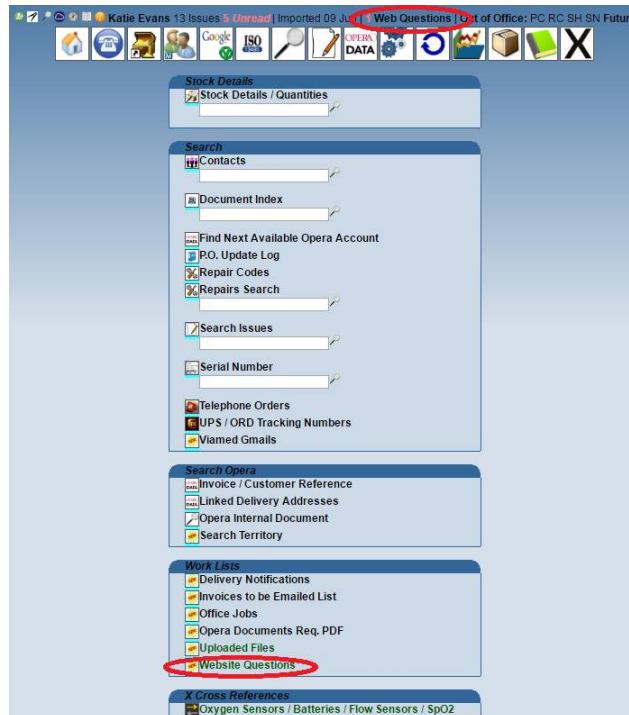 Katie Evans 13 Issues 5 Unread | Imported 09 Ju | 1 Web Questions | Out of Office: PC RC SH SN Futur
Google ISO OPERA DATA X
Stock Details
Stock Details / Quantities
Search
Contacts
Document Index
Find Next Available Opera Account
P.O. Update Log
Repair Codes
Repairs Search
Search Issues
Serial Number
Telephone Orders
UPS / ORD Tracking Numbers
Viamed Gmails
Search Opera
Invoice / Customer Reference
Linked Delivery Addresses
Opera Internal Document
Search Territory
Work Lists
Delivery Notifications
Invoices to be Emailed List
Office Jobs
Opera Documents Req. PDF
Uploaded Files
Website Questions
X Cross References
Oxygen Sensors / Batteries / Flow Sensors / SpO2